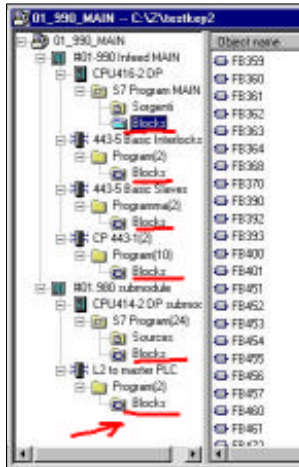 01_990_MAIN -- C:\Z\testkep2
01_990_MAIN
#01-990 Infeed MAIN
CPU416-2 DP
S7 Program MAIN
Sorgenti
Blocks
443-5 Basic Interlocks
Program(2)
Blocks
443-5 Basic Slaves
Programma(2)
Blocks
CP 443-1(2)
Program(10)
Blocks
#01.980 submodule
CPU414-2 DP submoc
S7 Program(24)
Sources
Blocks
L2 to master PLC
Program(2)
Blocks
Object name
FB359
FB360
FB361
FB362
FB363
FB364
FB368
FB370
FB390
FB392
FB393
FB400
FB401
FB451
FB452
FB453
FB454
FB455
FB456
FB457
FB460
FB461